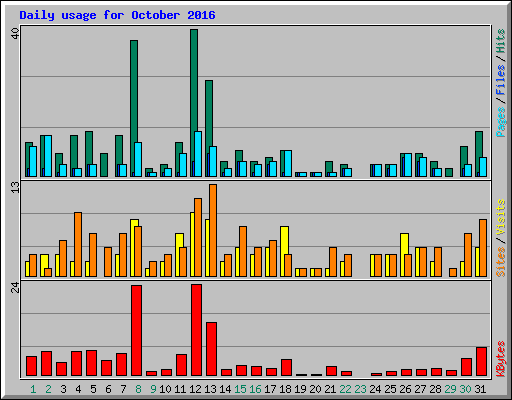 Daily usage for October 2016
40
Pages / Files / Hits
13
Sites / Visits
24
KBytes
1 2 3 4 5 6 7 8 9 10 11 12 13 14 15 16 17 18 19 20 21 22 23 24 25 26 27 28 29 30 31